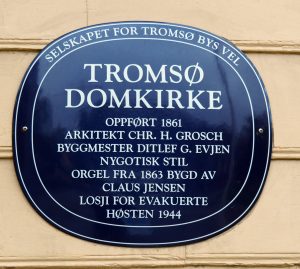 SELSKAPET FOR TROMSØ BYS VEL
TROMSØ
DOMKIRKE
OPPFØRT 1861
ARKITEKT CHR. H. GROSCH
BYGGMESTER DITLEF G. EVJEN
NYGOTISK STIL
ORGEL FRA 1863 BYGD AV
CLAUS JENSEN
LOSJI FOR EVAKUERTE
HØSTEN 1944